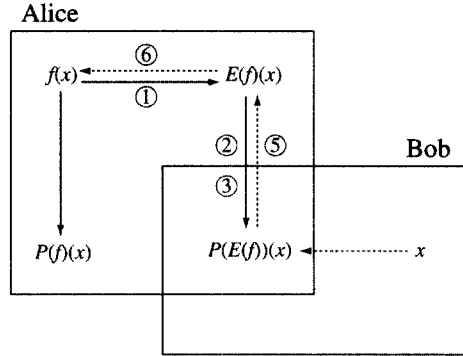 Alice
⑥
f(x) E(f)(x)
①
② ⑤
Bob
③
P(f)(x) P(E(f))(x) x